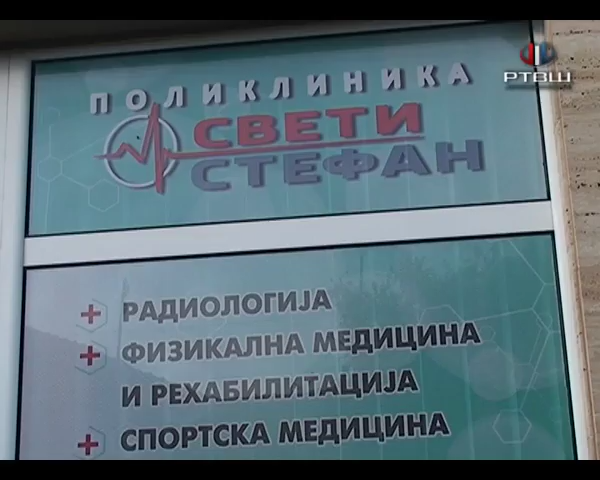 РТВШ
ПОЛИКЛИНИКА
СВЕТИ
СТЕФАН
РАДИОЛОГИЈА
ФИЗИКАЛНА МЕДИЦИНА
И РЕХАБИЛИТАЦИЈА
СПОРТСКА МЕДИЦИНА